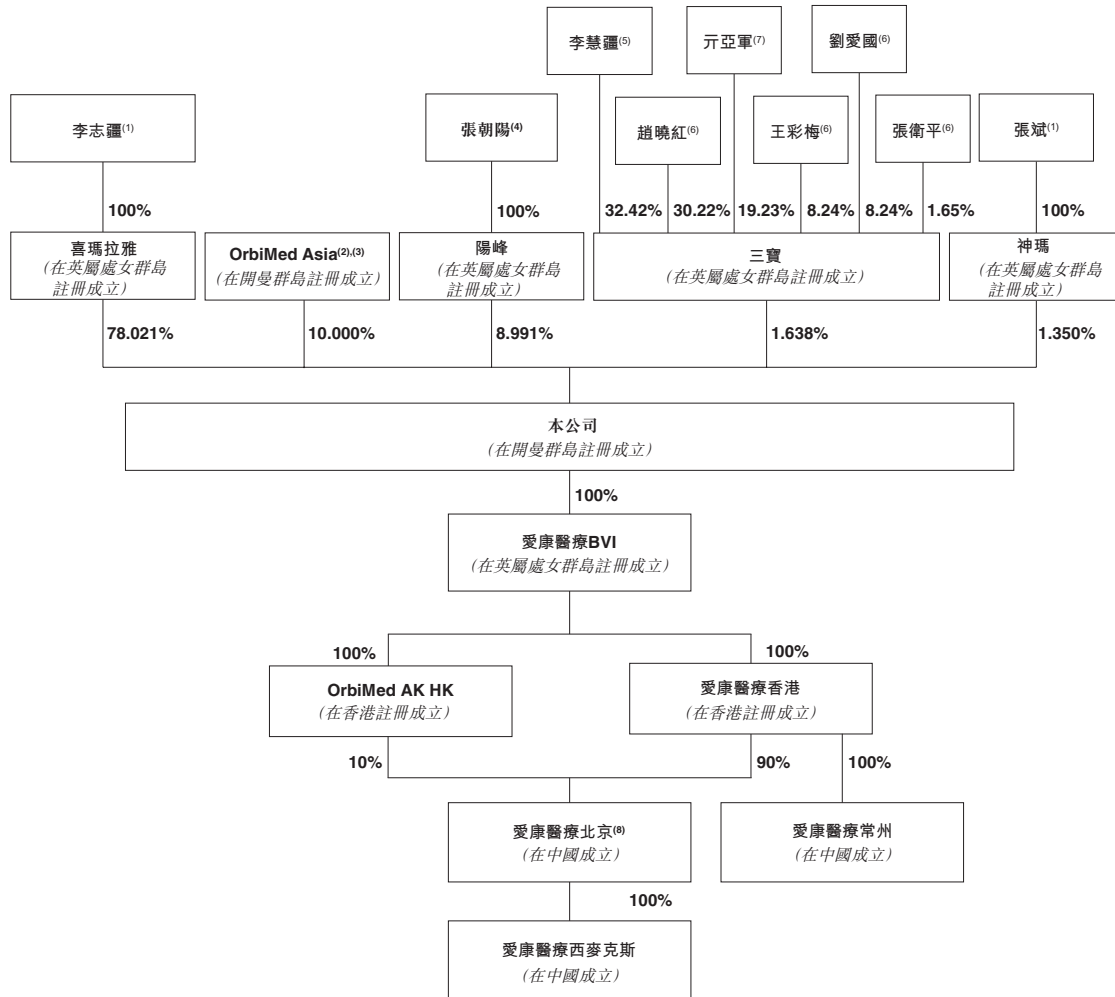 李慧疆(5)
亓亞軍(7)
劉愛國(6)
李志疆(1)
張朝陽(4)
趙曉紅(6)
王彩梅(6)
張衛平(6)
張斌(1)
100%
100%
32.42%
30.22%
19.23%
8.24%
8.24%
1.65%
100%
喜瑪拉雅
(在英屬處女群島
註冊成立)
OrbiMed Asia(2),(3)
(在開曼群島註冊成立)
陽峰
(在英屬處女群島
註冊成立)
三寶
(在英屬處女群島註冊成立)
神瑪
(在英屬處女群島
註冊成立)
78.021%
10.000%
8.991%
1.638%
1.350%
本公司
(在開曼群島註冊成立)
100%
愛康醫療BVI
(在英屬處女群島註冊成立)
100%
100%
OrbiMed AK HK
(在香港註冊成立)
愛康醫療香港
(在香港註冊成立)
10%
90%
100%
愛康醫療北京(8)
(在中國成立)
愛康醫療常州
(在中國成立)
100%
愛康醫療西麥克斯
(在中國成立)